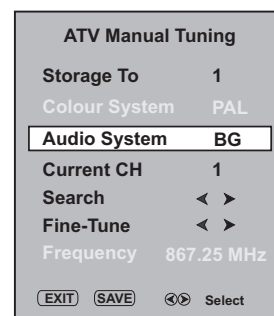 ATV Manual Tuning
Storage To 1
Colour System PAL
Audio System BG
Current CH 1
Search
Fine-Tune
Frequency 867.25 MHz
EXIT SAVE Select